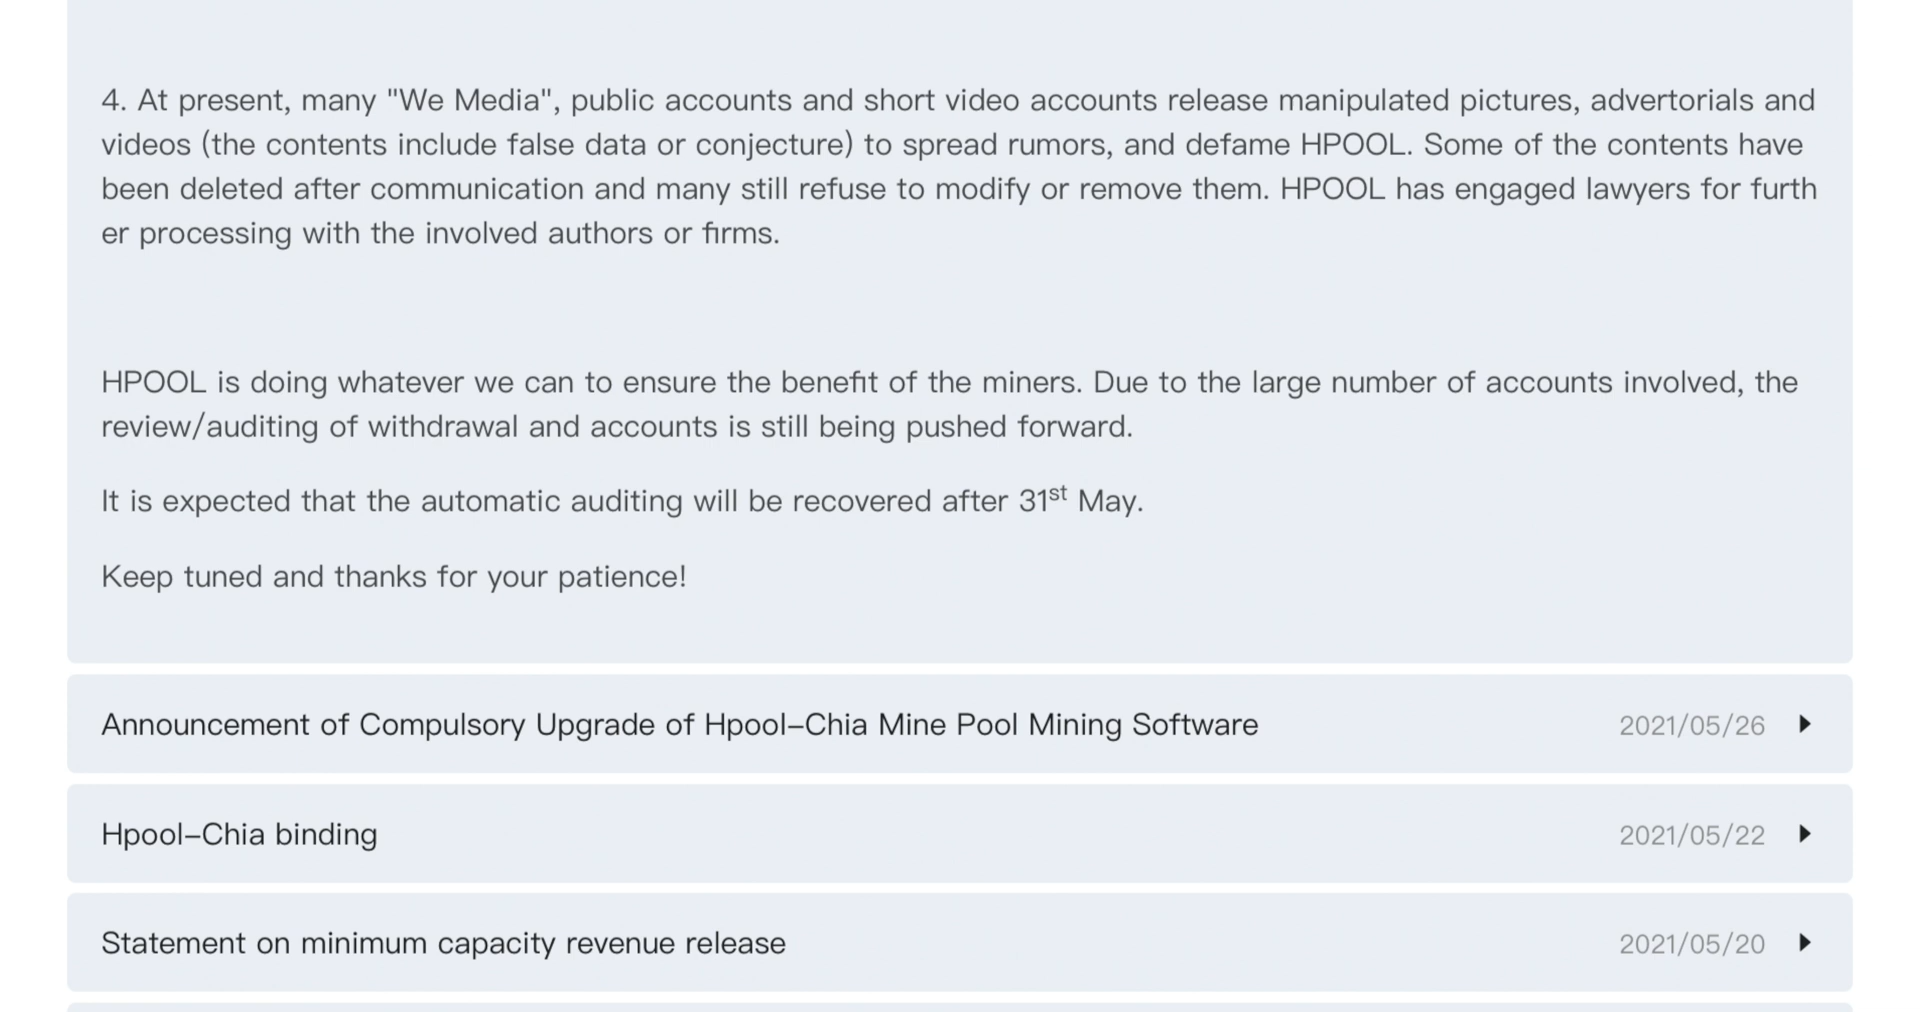 4. At present, many "We Media", public accounts and short video accounts release manipulated pictures, advertorials and
videos (the contents include false data or conjecture) to spread rumors, and defame HPOOL. Some of the contents have
been deleted after communication and many still refuse to modify or remove them. HPOOL has engaged lawyers for furth
er processing with the involved authors or firms.
HPOOL is doing whatever we can to ensure the benefit of the miners. Due to the large number of accounts involved, the
review/auditing of withdrawal and accounts is still being pushed forward.
It is expected that the automatic auditing will be recovered after 31st May.
Keep tuned and thanks for your patience!
Announcement of Compulsory Upgrade of Hpool–Chia Mine Pool Mining Software 2021/05/26
Hpool–Chia binding 2021/05/22
Statement on minimum capacity revenue release 2021/05/20